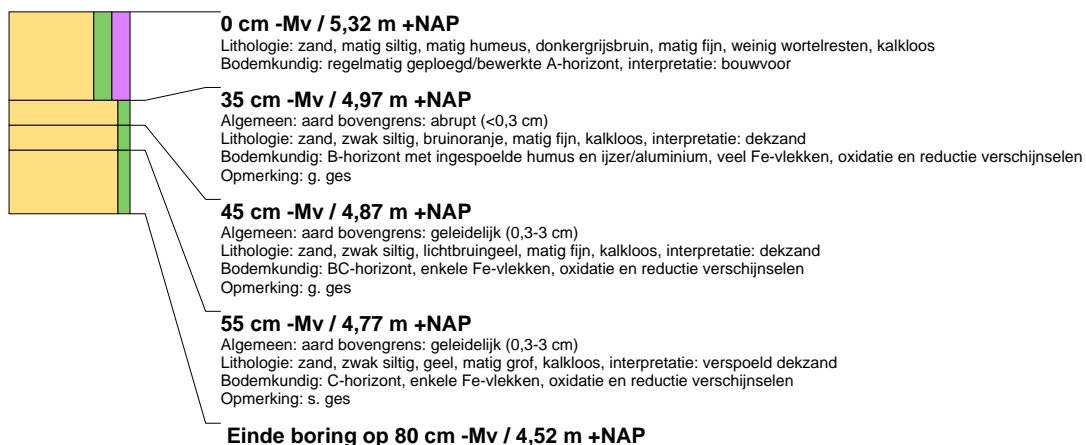 0 cm -Mv / 5,32 m +NAP
Lithologie: zand, matig siltig, matig humeus, donkergrijsbruin, matig fijn, weinig wortelresten, kalkloos
Bodemkundig: regelmatig geploegd/bewerkte A-horizont, interpretatie: bouwvoor
35 cm -Mv / 4,97 m +NAP
Algemeen: aard bovengrens: abrupt (<0,3 cm)
Lithologie: zand, zwak siltig, bruinoranje, matig fijn, kalkloos, interpretatie: dekzand
Bodemkundig: B-horizont met ingespoelde humus en ijzer/aluminium, veel Fe-vlekken, oxidatie en reductie verschijnselen
Opmerking: g. ges
45 cm -Mv / 4,87 m +NAP
Algemeen: aard bovengrens: geleidelijk (0,3-3 cm)
Lithologie: zand, zwak siltig, lichtbruingeel, matig fijn, kalkloos, interpretatie: dekzand
Bodemkundig: BC-horizont, enkele Fe-vlekken, oxidatie en reductie verschijnselen
Opmerking: g. ges
55 cm -Mv / 4,77 m +NAP
Algemeen: aard bovengrens: geleidelijk (0,3-3 cm)
Lithologie: zand, zwak siltig, geel, matig grof, kalkloos, interpretatie: verspoeld dekzand
Bodemkundig: C-horizont, enkele Fe-vlekken, oxidatie en reductie verschijnselen
Opmerking: s. ges
Einde boring op 80 cm -Mv / 4,52 m +NAP